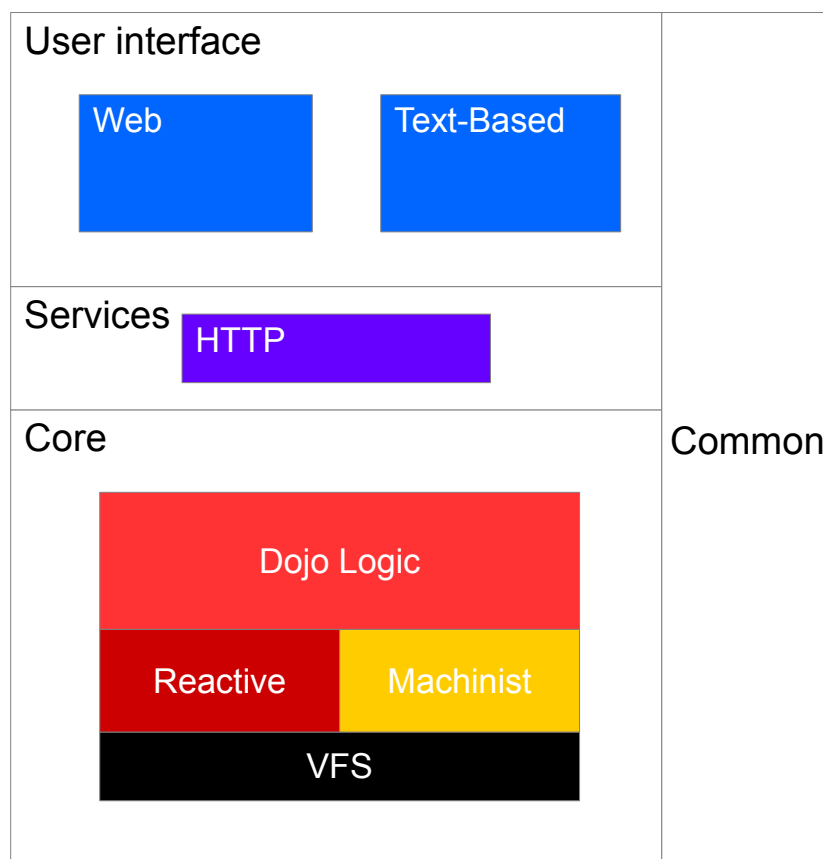 User interface
Web
Text-Based
Services
HTTP
Core
Common
Dojo Logic
Reactive
Machinist
VFS